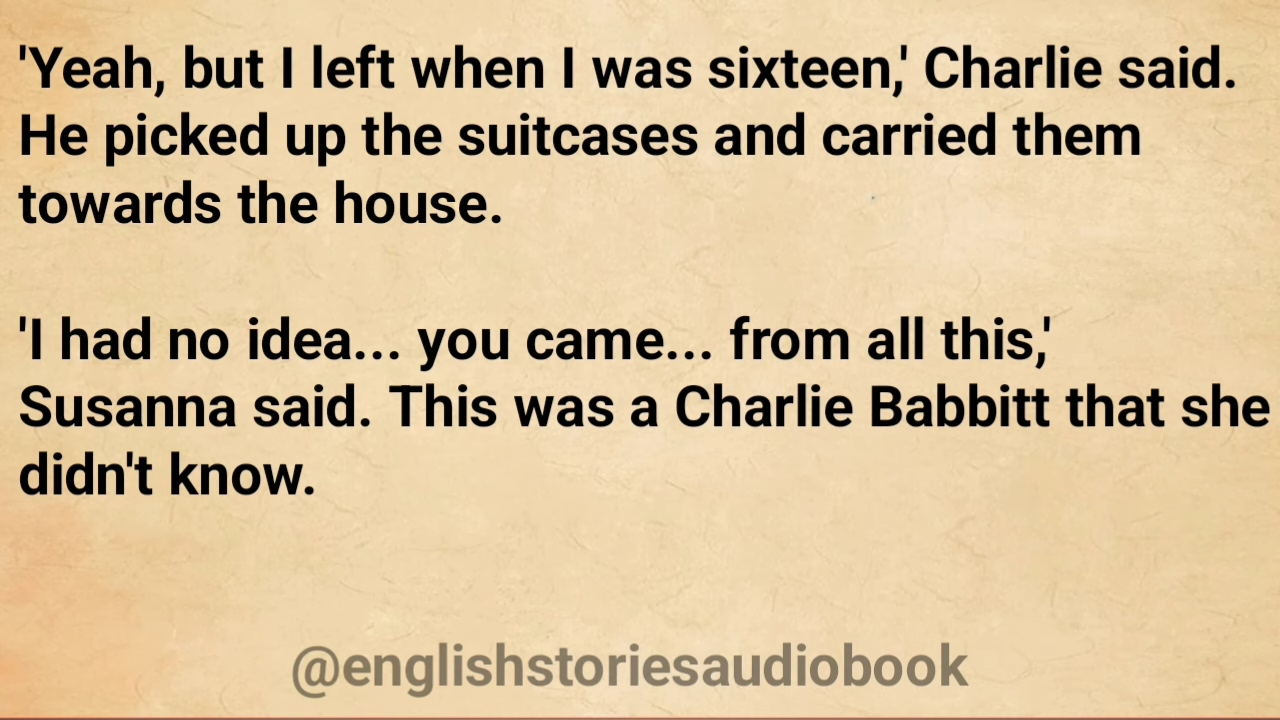 'Yeah, but I left when I was sixteen,' Charlie said.
He picked up the suitcases and carried them
towards the house.
'I had no idea... you came... from all this,'
Susanna said. This was a Charlie Babbitt that she
didn't know.
@englishstoriesaudiobook